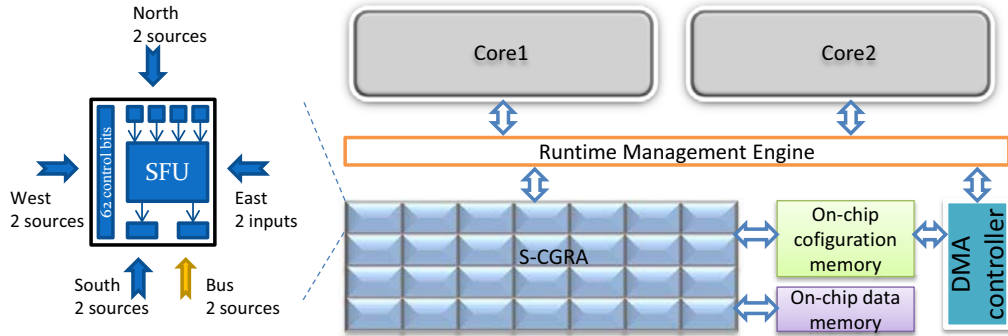 North
2 sources
62 control bits
SFU
West
2 sources
East
2 inputs
South
2 sources
Bus
2 sources
Core1
Core2
Runtime Management Engine
S-CGRA
On-chip
cofiguration
memory
On-chip data
memory
DMA
controller